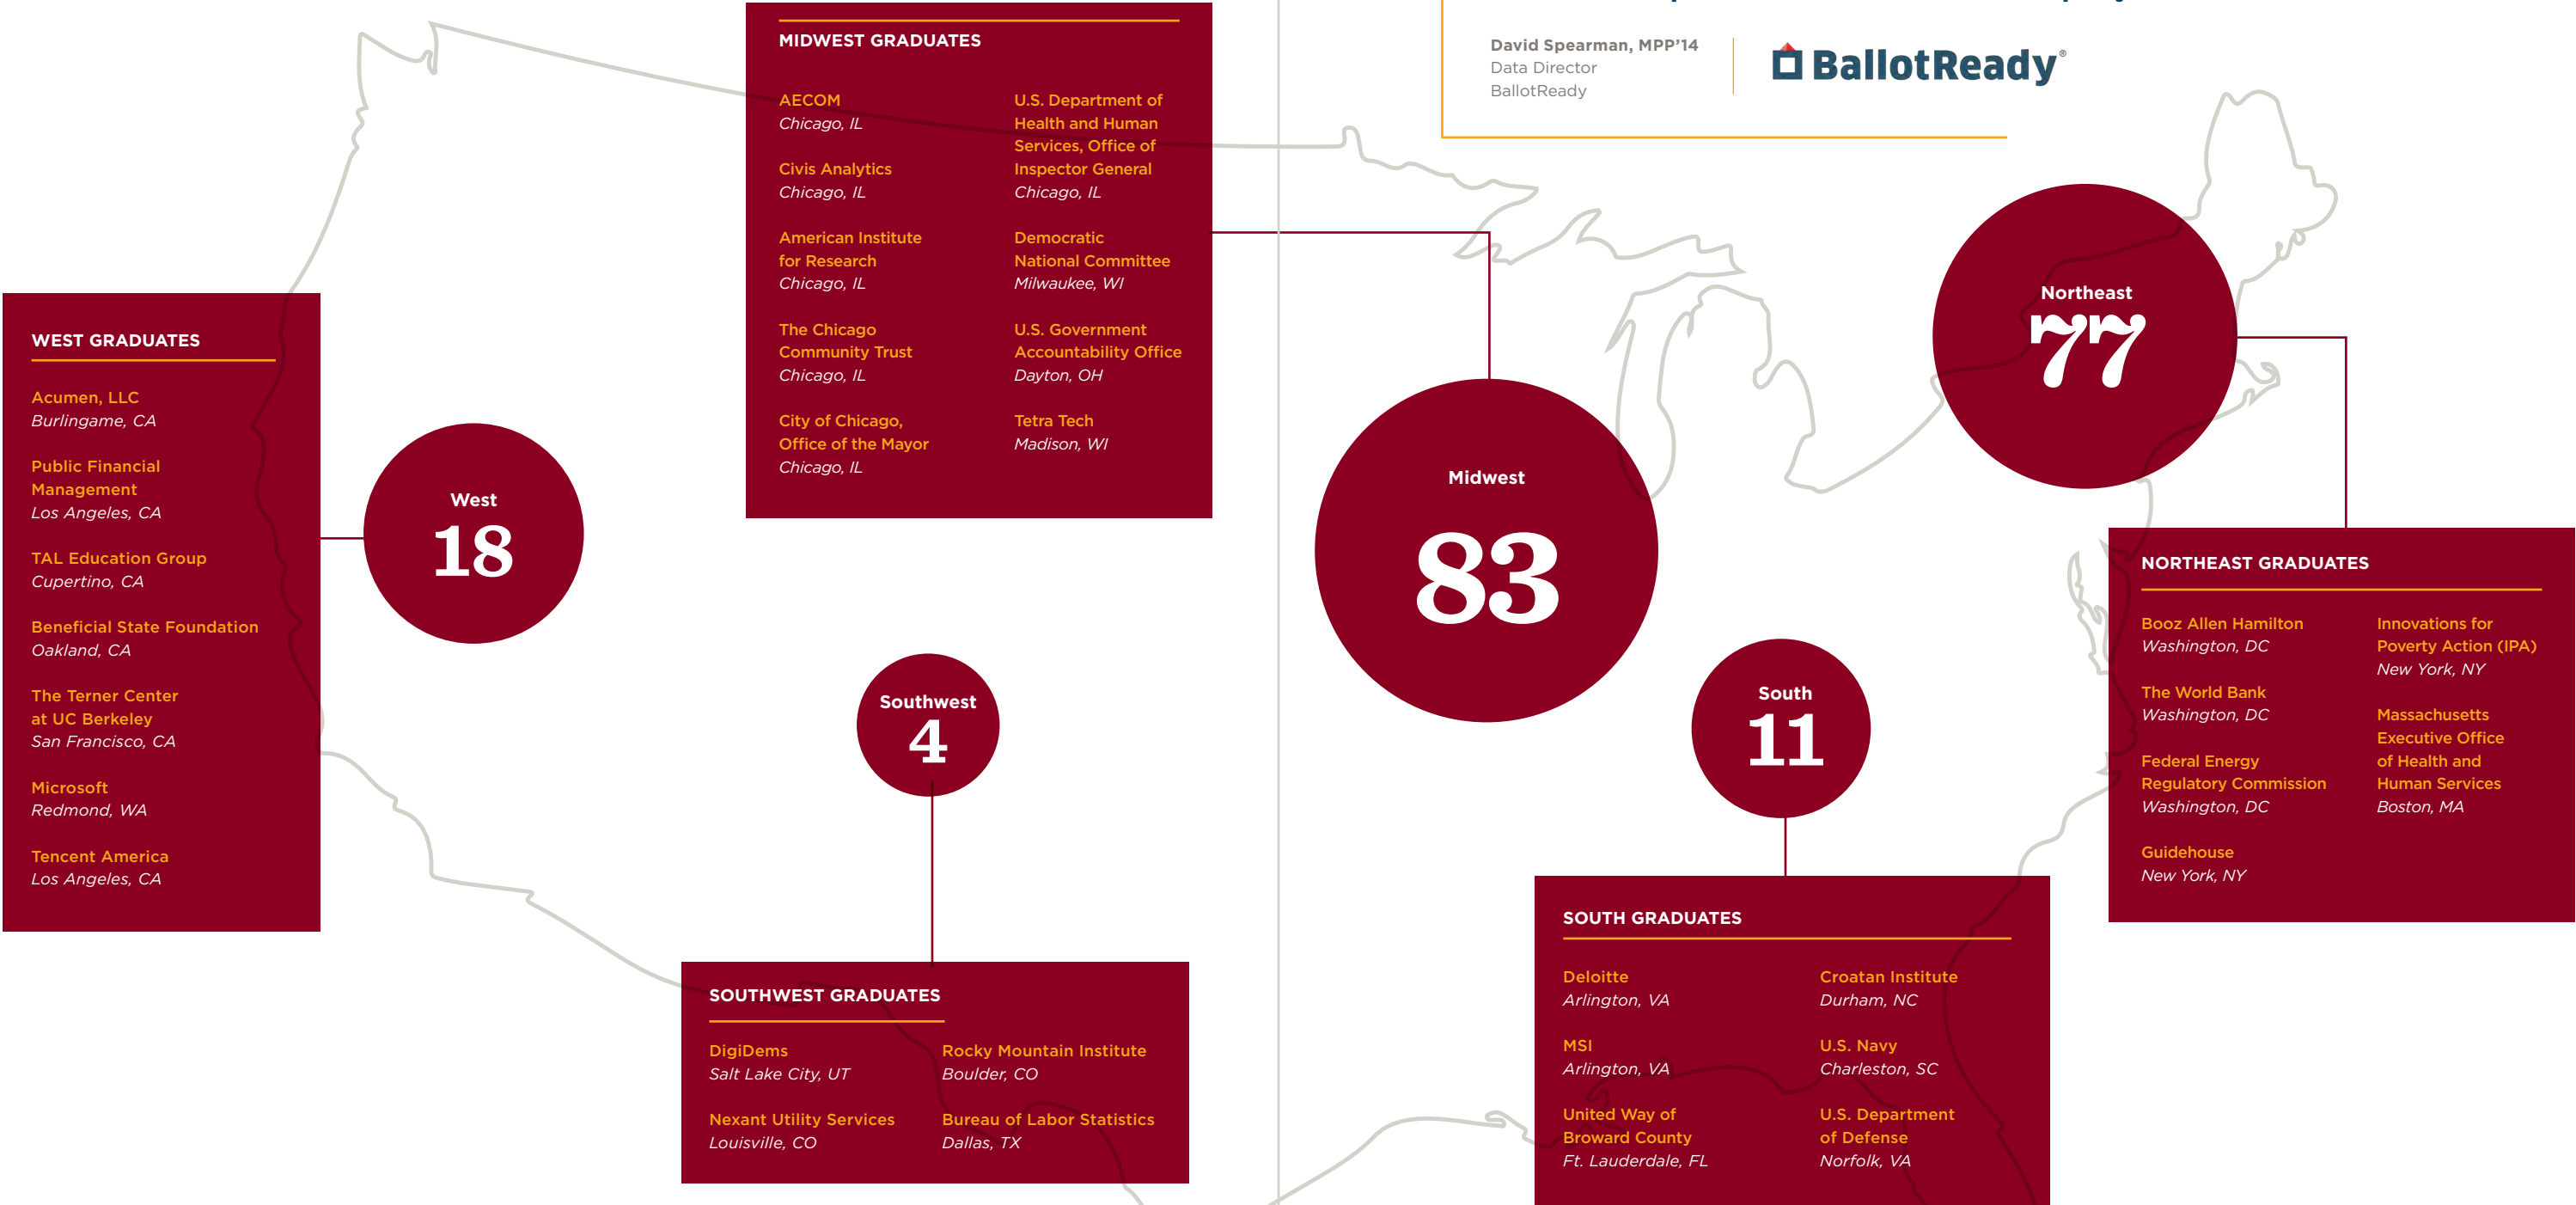 MIDWEST GRADUATES
AECOM
Chicago, IL
Civis Analytics
Chicago, IL
American Institute
for Research
Chicago, IL
The Chicago
Community Trust
Chicago, IL
City of Chicago,
Office of the Mayor
Chicago, IL
U.S. Department of
Health and Human
Services, Office of
Inspector General
Chicago, IL
Democratic
National Committee
Milwaukee, WI
U.S. Government
Accountability Office
Dayton, OH
Tetra Tech
Madison, WI
David Spearman, MPP'14
Data Director
BallotReady
BallotReady®
WEST GRADUATES
Acumen, LLC
Burlingame, CA
Public Financial
Management
Los Angeles, CA
TAL Education Group
Cupertino, CA
Beneficial State Foundation
Oakland, CA
The Terner Center
at UC Berkeley
San Francisco, CA
Microsoft
Redmond, WA
Tencent America
Los Angeles, CA
West
18
Southwest
4
Midwest
83
Northeast
77
South
11
NORTHEAST GRADUATES
Booz Allen Hamilton
Washington, DC
The World Bank
Washington, DC
Federal Energy
Regulatory Commission
Washington, DC
Guidehouse
New York, NY
Innovations for
Poverty Action (IPA)
New York, NY
Massachusetts
Executive Office
of Health and
Human Services
Boston, MA
SOUTHWEST GRADUATES
DigiDems
Salt Lake City, UT
Nexant Utility Services
Louisville, CO
Rocky Mountain Institute
Boulder, CO
Bureau of Labor Statistics
Dallas, TX
SOUTH GRADUATES
Deloitte
Arlington, VA
MSI
Arlington, VA
United Way of
Broward County
Ft. Lauderdale, FL
Croatan Institute
Durham, NC
U.S. Navy
Charleston, SC
U.S. Department
of Defense
Norfolk, VA